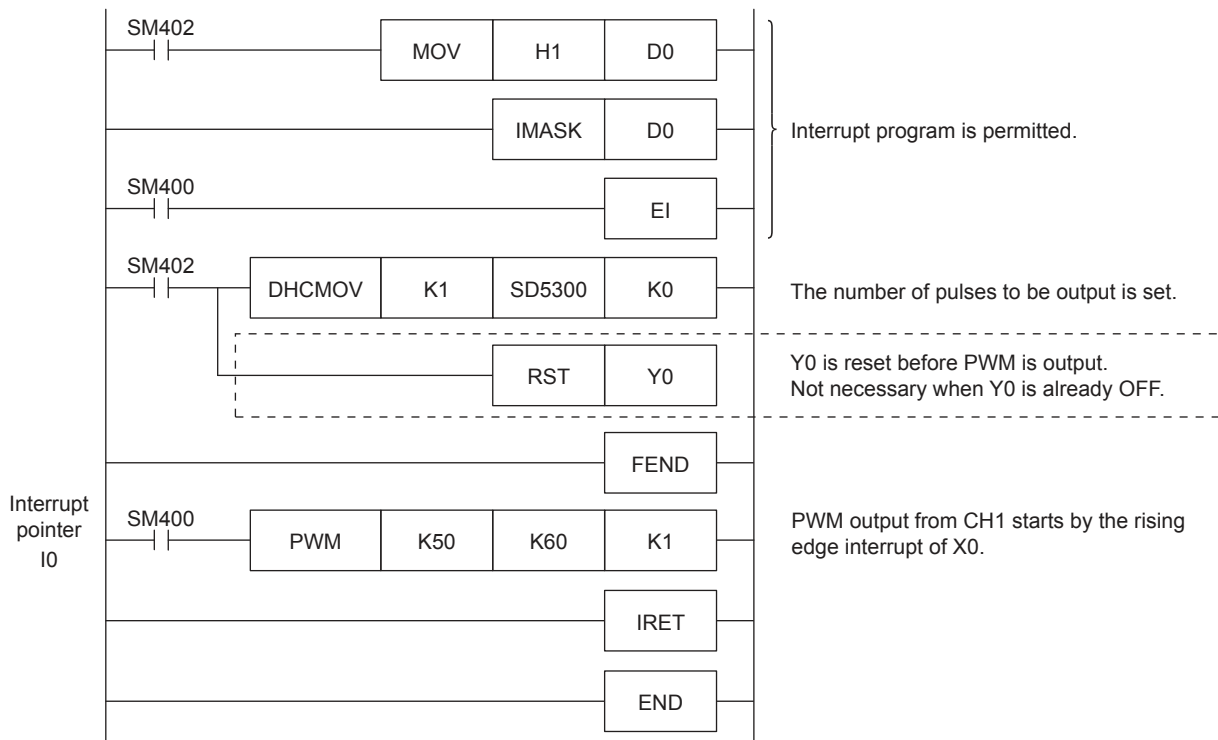 SM402
MOV H1 D0
IMASK D0
Interrupt program is permitted.
SM400
EI
SM402
DHCMOV K1 SD5300 K0
The number of pulses to be output is set.
RST Y0
Y0 is reset before PWM is output.
Not necessary when Y0 is already OFF.
FEND
Interrupt
pointer
I0
SM400
PWM K50 K60 K1
PWM output from CH1 starts by the rising
edge interrupt of X0.
IRET
END